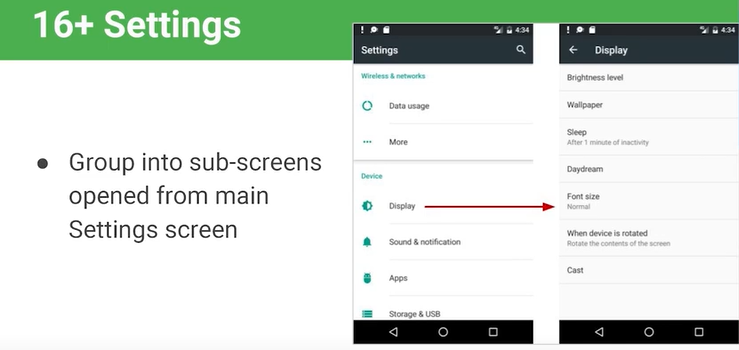 16+ Settings
● Group into sub-screens
opened from main
Settings screen
4:34
Settings
Wireless & networks
Data usage
More
Device
Display
Sound & notification
Apps
Storage & USB
4:34
Display
Brightness level
Wallpaper
Sleep
After 1 minute of inactivity
Daydream
Font size
Normal
When device is rotated
Rotate the contents of the screen
Cast